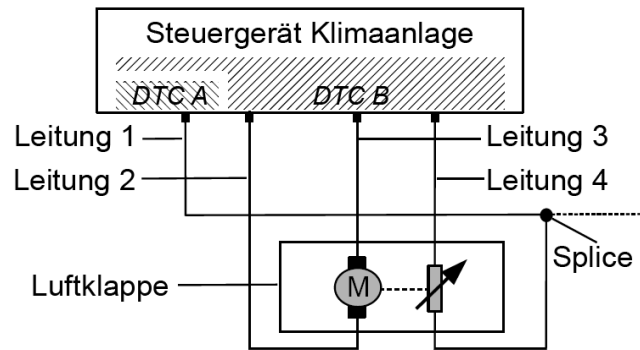 Steuergerät Klimaanlage
DTC A DTC B
Leitung 1 Leitung 3
Leitung 2 Leitung 4
Splice
Luftklappe M